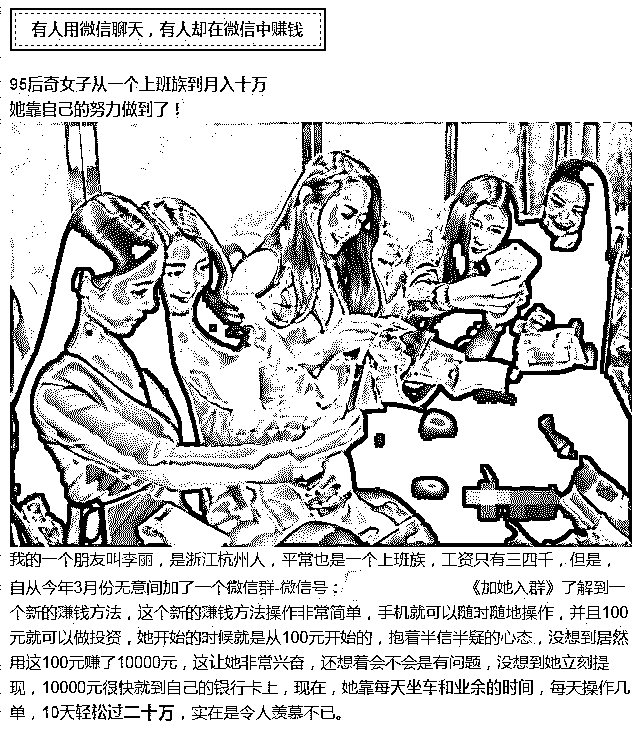 有人用微信聊天，有人却在微信中赚钱
95后奇女子从一个上班族到月入十万
她靠自己的努力做到了！
我的一个朋友叫李丽，是浙江杭州人，平常也是一个上班族，工资只有三四千，但是，
自从今年3月份无意间加了一个微信群-微信号： 《加她入群》了解到一
个新的赚钱方法，这个新的赚钱方法操作非常简单，手机就可以随时随地操作，并且100
元就可以做投资，她开始的时候就是从100元开始的，抱着半信半疑的心态，没想到居然
用这100元赚了10000元，这让她非常兴奋，还想着会不会是有问题，没想到她立刻提
现，10000元很快就到自己的银行卡上，现在，她靠每天坐车和业余的时间，每天操作几
单，10天轻松过二十万，实在是令人羡慕不已。